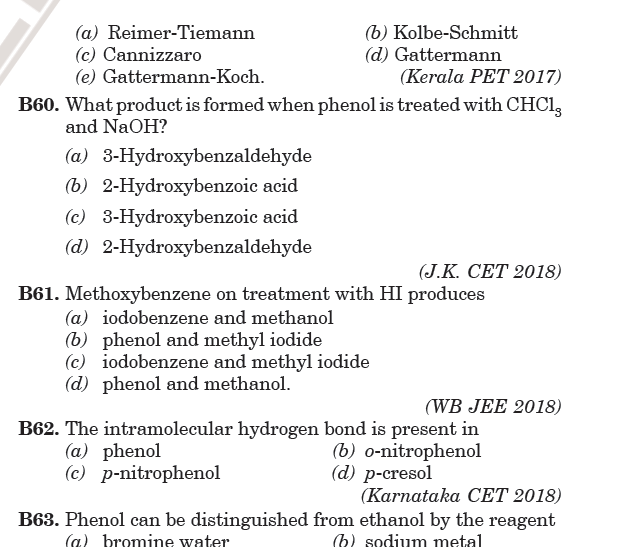 (a) Reimer-Tiemann (b) Kolbe-Schmitt
(c) Cannizzaro (d) Gattermann
(e) Gattermann-Koch. (Kerala PET 2017)
B60. What product is formed when phenol is treated with CHCl₃
and NaOH?
(a) 3-Hydroxybenzaldehyde
(b) 2-Hydroxybenzoic acid
(c) 3-Hydroxybenzoic acid
(d) 2-Hydroxybenzaldehyde
(J.K. CET 2018)
B61. Methoxybenzene on treatment with HI produces
(a) iodobenzene and methanol
(b) phenol and methyl iodide
(c) iodobenzene and methyl iodide
(d) phenol and methanol.
(WB JEE 2018)
B62. The intramolecular hydrogen bond is present in
(a) phenol (b) o-nitrophenol
(c) p-nitrophenol (d) p-cresol
(Karnataka CET 2018)
B63. Phenol can be distinguished from ethanol by the reagent
(a) bromine water (b) sodium metal